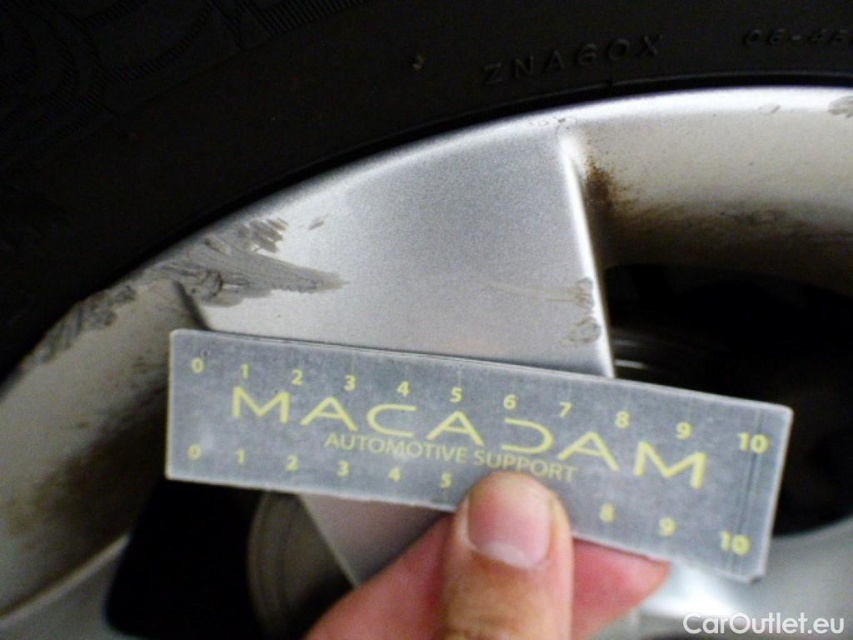 ZNA60X
0 1 2 3 4 5 6 7 8 9 10
MACADAM
AUTOMOTIVE SUPPORT
0 1 2 3 4 5 8 9 10
CarOutlet.eu